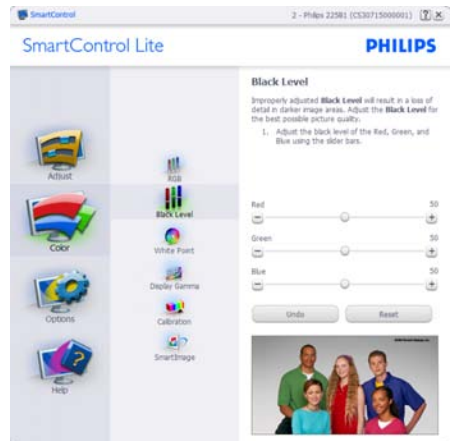 SmartControl
2 - Philips 225B1 (CS30715000001)
SmartControl Lite
PHILIPS
Adjust
Color
Options
Help
RGB
Black Level
White Point
Display Gamma
Calibration
SmartImage
Black Level
Improperly adjusted Black Level will result in a loss of
detail in darker image areas. Adjust the Black Level for
the best possible picture quality.
1. Adjust the black level of the Red, Green, and
Blue using the slider bars.
Red 50
Green 50
Blue 50
Undo Reset